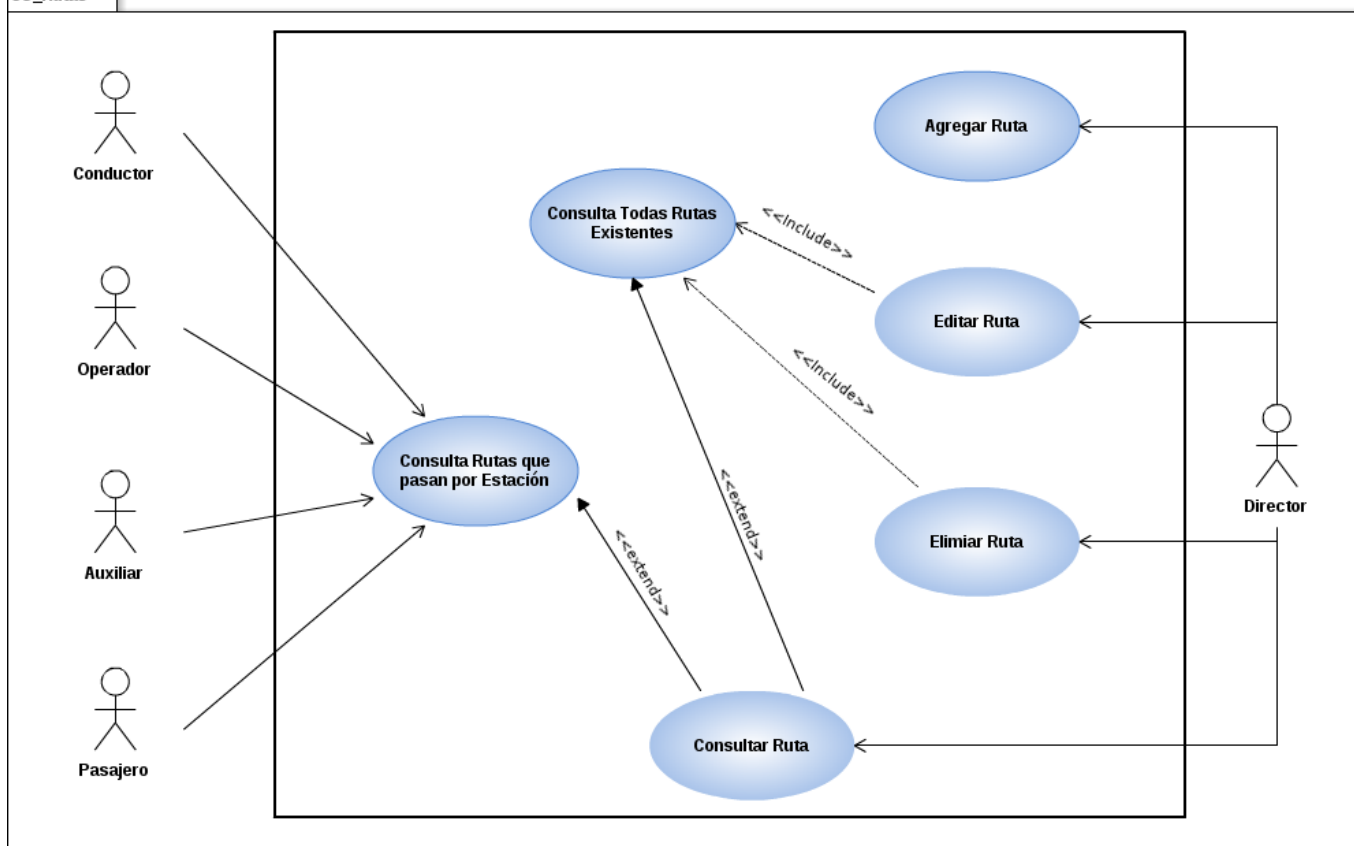 Conductor
Operador
Auxiliar
Pasajero
Agregar Ruta
Consulta Todas Rutas
Existentes
<<Include>>
Editar Ruta
<<Include>>
Consulta Rutas que
pasan por Estación
<<extend>>
<<extend>>
Elimiar Ruta
Director
Consultar Ruta